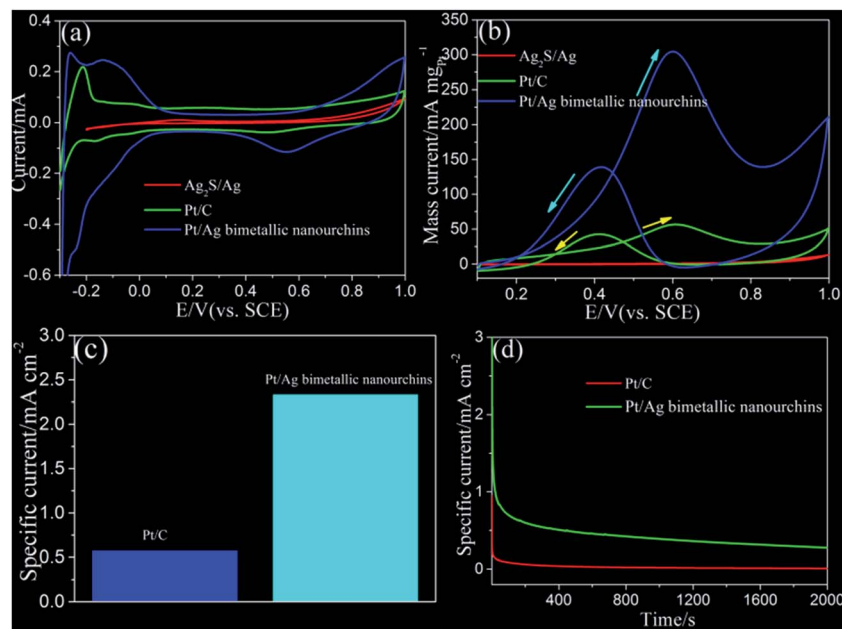 (a)
0.4
0.2
0.0
-0.2
-0.4
-0.6
Current/mA
Ag₂S/Ag
Pt/C
Pt/Ag bimetallic nanourchins
-0.2 0.0 0.2 0.4 0.6 0.8 1.0
E/V(vs. SCE)
(b)
350
300
250
200
150
100
50
0
Mass current/mA mg_Pt⁻¹
Ag₂S/Ag
Pt/C
Pt/Ag bimetallic nanourchins
0.2 0.4 0.6 0.8 1.0
E/V(vs. SCE)
(c)
3.0
2.5
2.0
1.5
1.0
0.5
0.0
Specific current/mA cm⁻²
Pt/Ag bimetallic nanourchins
Pt/C
(d)
3
2
1
0
Specific current/mA cm⁻²
Pt/C
Pt/Ag bimetallic nanourchins
400 800 1200 1600 2000
Time/s